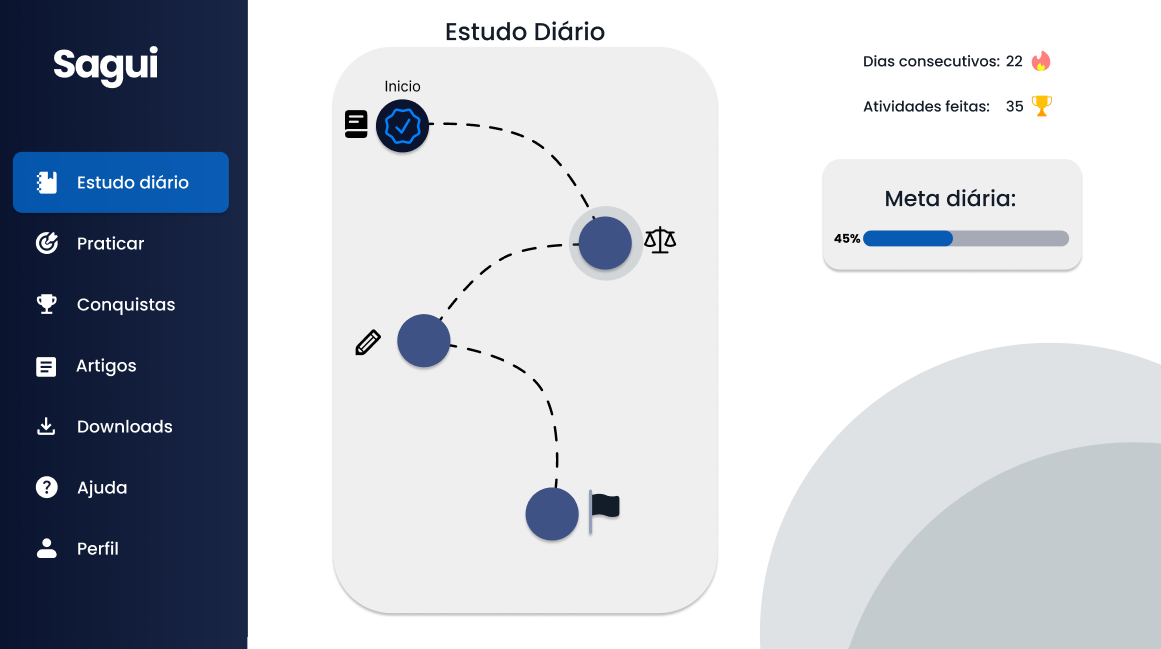 Sagui
Estudo diário
Praticar
Conquistas
Artigos
Downloads
Ajuda
Perfil
Estudo Diário
Inicio
Dias consecutivos: 22
Atividades feitas: 35
Meta diária:
45%